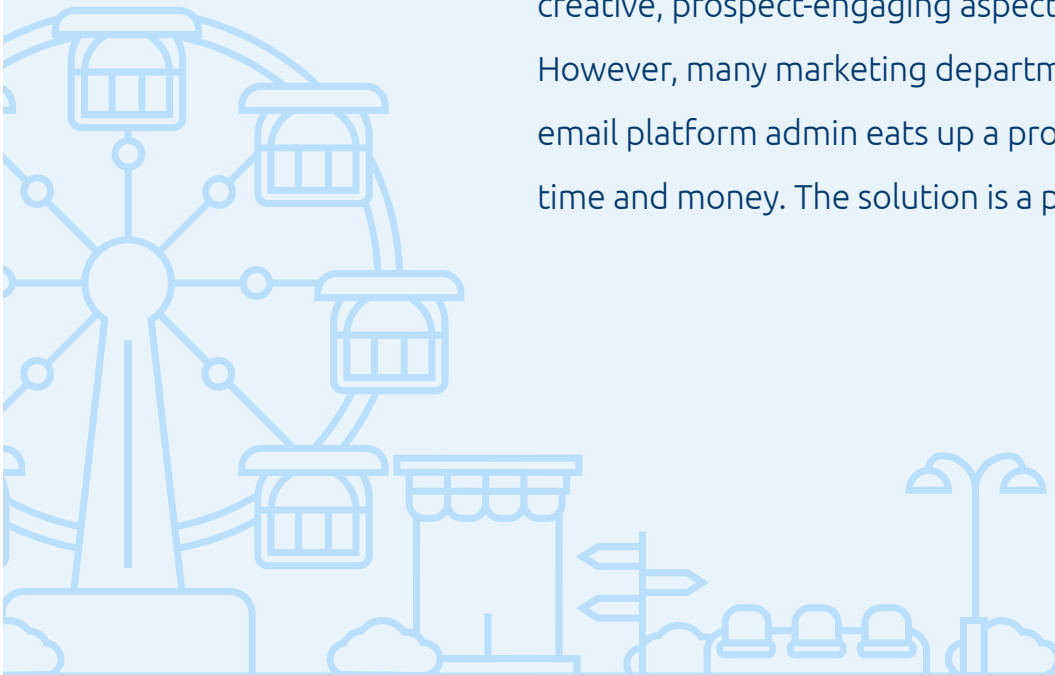 creative, prospect-engaging aspect
However, many marketing departm
email platform admin eats up a pro
time and money. The solution is a p